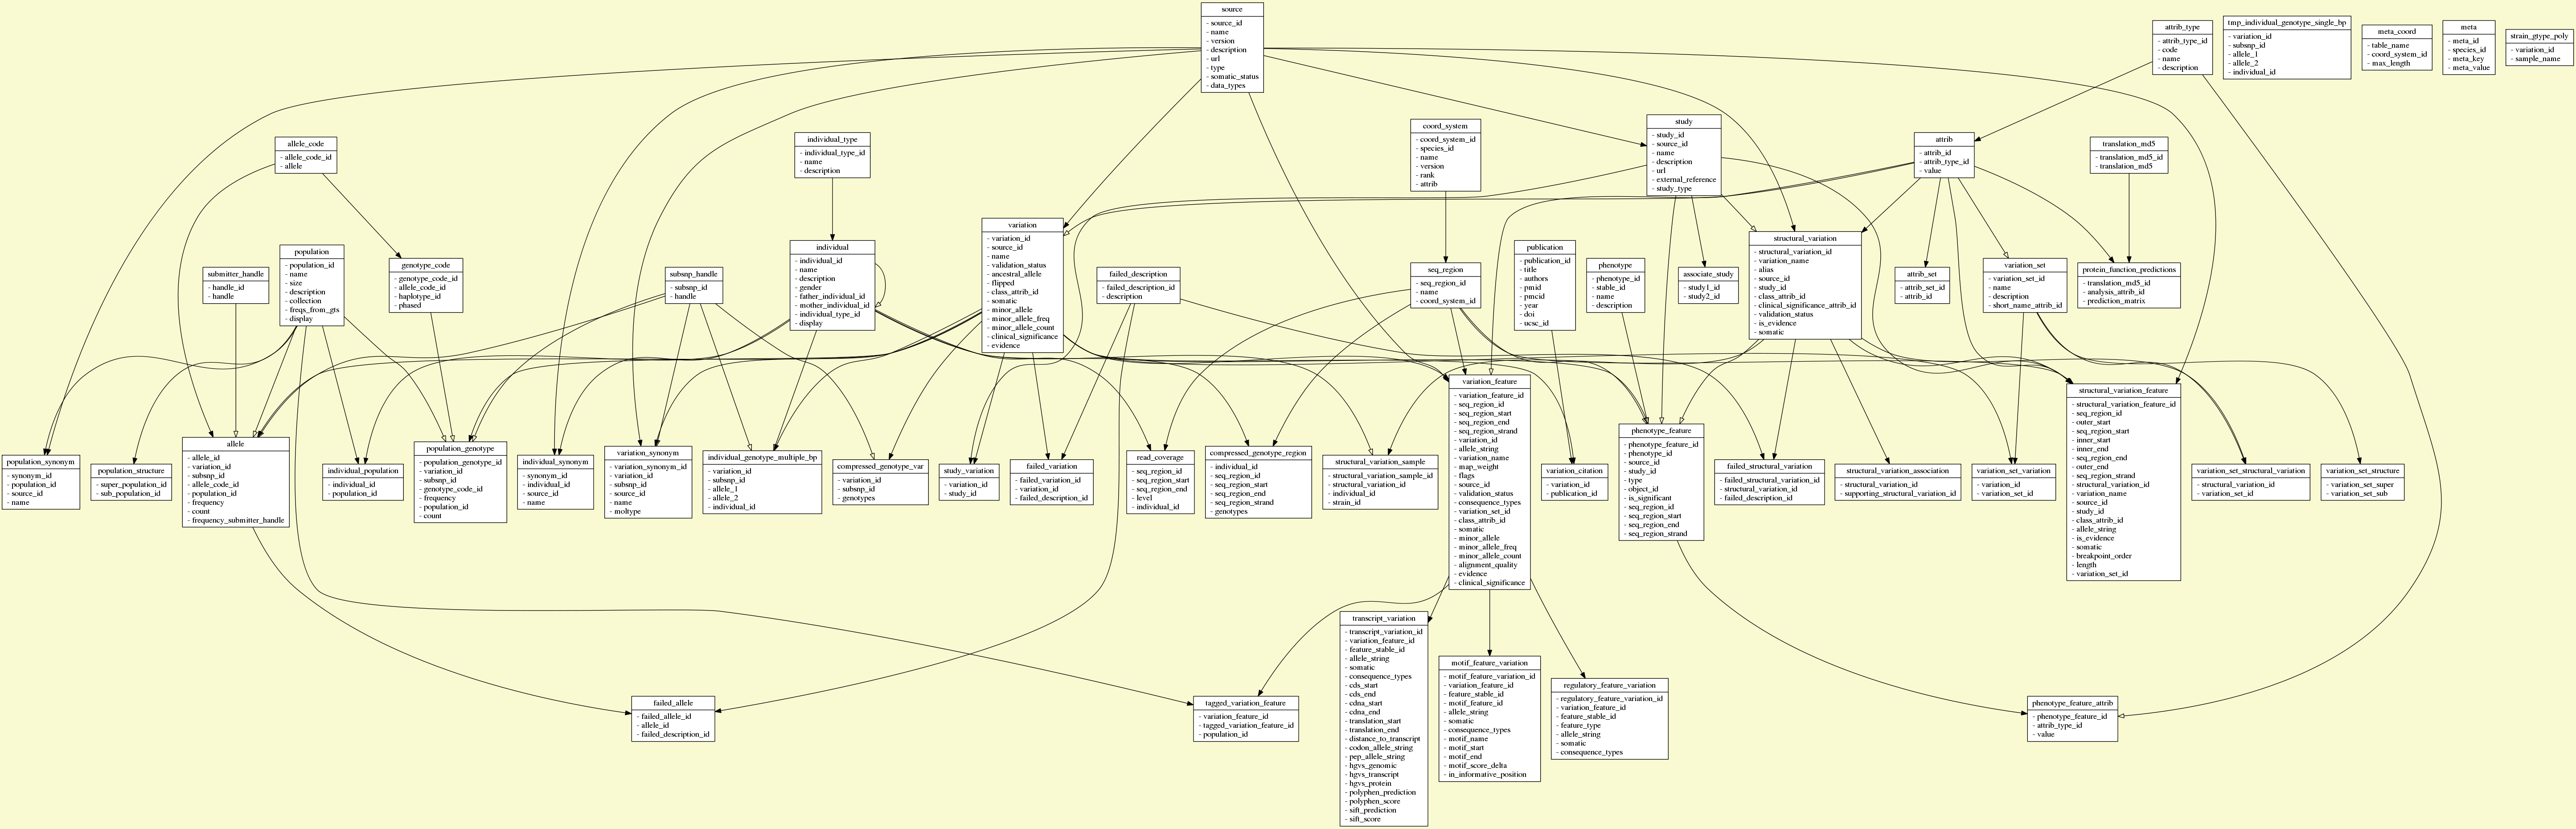 source
- source_id
- name
- version
- description
- url
- type
- somatic_status
- data_types
attrib_type
- attrib_type_id
- code
- name
- description
tmp_individual_genotype_single_bp
- variation_id
- subsnp_id
- allele_1
- allele_2
- individual_id
meta_coord
- table_name
- coord_system_id
- max_length
meta
- meta_id
- species_id
- meta_key
- meta_value
strain_gtype_poly
- variation_id
- sample_name
allele_code
- allele_code_id
- allele
individual_type
- individual_type_id
- name
- description
coord_system
- coord_system_id
- species_id
- name
- version
- rank
- attrib
study
- study_id
- source_id
- name
- description
- url
- external_reference
- study_type
attrib
- attrib_id
- attrib_type_id
- value
translation_md5
- translation_md5_id
- translation_md5
submitter_handle
- handle_id
- handle
population
- population_id
- name
- size
- description
- collection
- freqs_from_gts
- display
genotype_code
- genotype_code_id
- allele_code_id
- haplotype_id
- phased
subsnp_handle
- subsnp_id
- handle
individual
- individual_id
- name
- description
- gender
- father_individual_id
- mother_individual_id
- individual_type_id
- display
variation
- variation_id
- source_id
- name
- validation_status
- ancestral_allele
- flipped
- class_attrib_id
- somatic
- minor_allele
- minor_allele_freq
- minor_allele_count
- clinical_significance
- evidence
failed_description
- failed_description_id
- description
seq_region
- seq_region_id
- name
- coord_system_id
publication
- publication_id
- title
- authors
- pmid
- pmcid
- year
- doi
- ucsc_id
phenotype
- phenotype_id
- stable_id
- name
- description
associate_study
- study1_id
- study2_id
structural_variation
- structural_variation_id
- variation_name
- alias
- source_id
- study_id
- class_attrib_id
- clinical_significance_attrib_id
- validation_status
- is_evidence
- somatic
attrib_set
- attrib_set_id
- attrib_id
variation_set
- variation_set_id
- name
- description
- short_name_attrib_id
protein_function_predictions
- translation_md5_id
- analysis_attrib_id
- prediction_matrix
population_synonym
- synonym_id
- population_id
- source_id
- name
population_structure
- super_population_id
- sub_population_id
allele
- allele_id
- variation_id
- subsnp_id
- allele_code_id
- population_id
- frequency
- count
- frequency_submitter_handle
individual_population
- individual_id
- population_id
population_genotype
- population_genotype_id
- variation_id
- subsnp_id
- genotype_code_id
- frequency
- population_id
- count
individual_synonym
- synonym_id
- individual_id
- source_id
- name
variation_synonym
- variation_synonym_id
- variation_id
- subsnp_id
- source_id
- name
- moltype
individual_genotype_multiple_bp
- variation_id
- subsnp_id
- allele_1
- allele_2
- individual_id
compressed_genotype_var
- variation_id
- subsnp_id
- genotypes
study_variation
- variation_id
- study_id
failed_variation
- failed_variation_id
- variation_id
- failed_description_id
read_coverage
- seq_region_id
- seq_region_start
- seq_region_end
- level
- individual_id
compressed_genotype_region
- individual_id
- seq_region_id
- seq_region_start
- seq_region_end
- seq_region_strand
- genotypes
structural_variation_sample
- structural_variation_sample_id
- structural_variation_id
- individual_id
- strain_id
variation_feature
- variation_feature_id
- seq_region_id
- seq_region_start
- seq_region_end
- seq_region_strand
- variation_id
- allele_string
- variation_name
- map_weight
- flags
- source_id
- validation_status
- consequence_types
- variation_set_id
- class_attrib_id
- somatic
- minor_allele
- minor_allele_freq
- minor_allele_count
- alignment_quality
- evidence
- clinical_significance
variation_citation
- variation_id
- publication_id
phenotype_feature
- phenotype_feature_id
- phenotype_id
- source_id
- study_id
- type
- object_id
- is_significant
- seq_region_id
- seq_region_start
- seq_region_end
- seq_region_strand
failed_structural_variation
- failed_structural_variation_id
- structural_variation_id
- failed_description_id
structural_variation_association
- structural_variation_id
- supporting_structural_variation_id
variation_set_variation
- variation_id
- variation_set_id
structural_variation_feature
- structural_variation_feature_id
- seq_region_id
- outer_start
- seq_region_start
- inner_start
- inner_end
- seq_region_end
- outer_end
- seq_region_strand
- structural_variation_id
- variation_name
- source_id
- study_id
- class_attrib_id
- allele_string
- is_evidence
- somatic
- breakpoint_order
- length
- variation_set_id
variation_set_structural_variation
- structural_variation_id
- variation_set_id
variation_set_structure
- variation_set_super
- variation_set_sub
failed_allele
- failed_allele_id
- allele_id
- failed_description_id
tagged_variation_feature
- variation_feature_id
- tagged_variation_feature_id
- population_id
transcript_variation
- transcript_variation_id
- variation_feature_id
- feature_stable_id
- allele_string
- somatic
- consequence_types
- cds_start
- cds_end
- cdna_start
- cdna_end
- translation_start
- translation_end
- distance_to_transcript
- codon_allele_string
- pep_allele_string
- hgvs_genomic
- hgvs_transcript
- hgvs_protein
- polyphen_prediction
- polyphen_score
- sift_prediction
- sift_score
motif_feature_variation
- motif_feature_variation_id
- variation_feature_id
- feature_stable_id
- motif_feature_id
- allele_string
- somatic
- consequence_types
- motif_name
- motif_start
- motif_end
- motif_score_delta
- in_informative_position
regulatory_feature_variation
- regulatory_feature_variation_id
- variation_feature_id
- feature_stable_id
- feature_type
- allele_string
- somatic
- consequence_types
phenotype_feature_attrib
- phenotype_feature_id
- attrib_type_id
- value